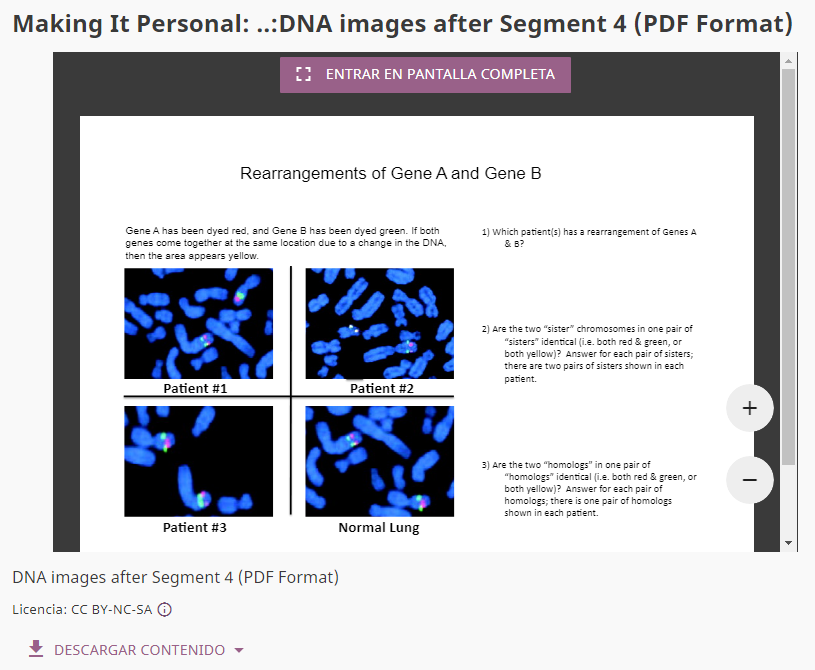 Making It Personal: ..:DNA images after Segment 4 (PDF Format)
ENTRAR EN PANTALLA COMPLETA
Rearrangements of Gene A and Gene B
Gene A has been dyed red, and Gene B has been dyed green. If both
genes come together at the same location due to a change in the DNA,
then the area appears yellow.
Patient #1
Patient #2
Patient #3
Normal Lung
1) Which patient(s) has a rearrangement of Genes A
& B?
2) Are the two “sister” chromosomes in one pair of
“sisters” identical (i.e. both red & green, or
both yellow)? Answer for each pair of sisters;
there are two pairs of sisters shown in each
patient.
3) Are the two “homologs” in one pair of
“homologs” identical (i.e. both red & green, or
both yellow)? Answer for each pair of
homologs; there is one pair of homologs
shown in each patient.
DNA images after Segment 4 (PDF Format)
Licencia: CC BY-NC-SA
DESCARGAR CONTENIDO